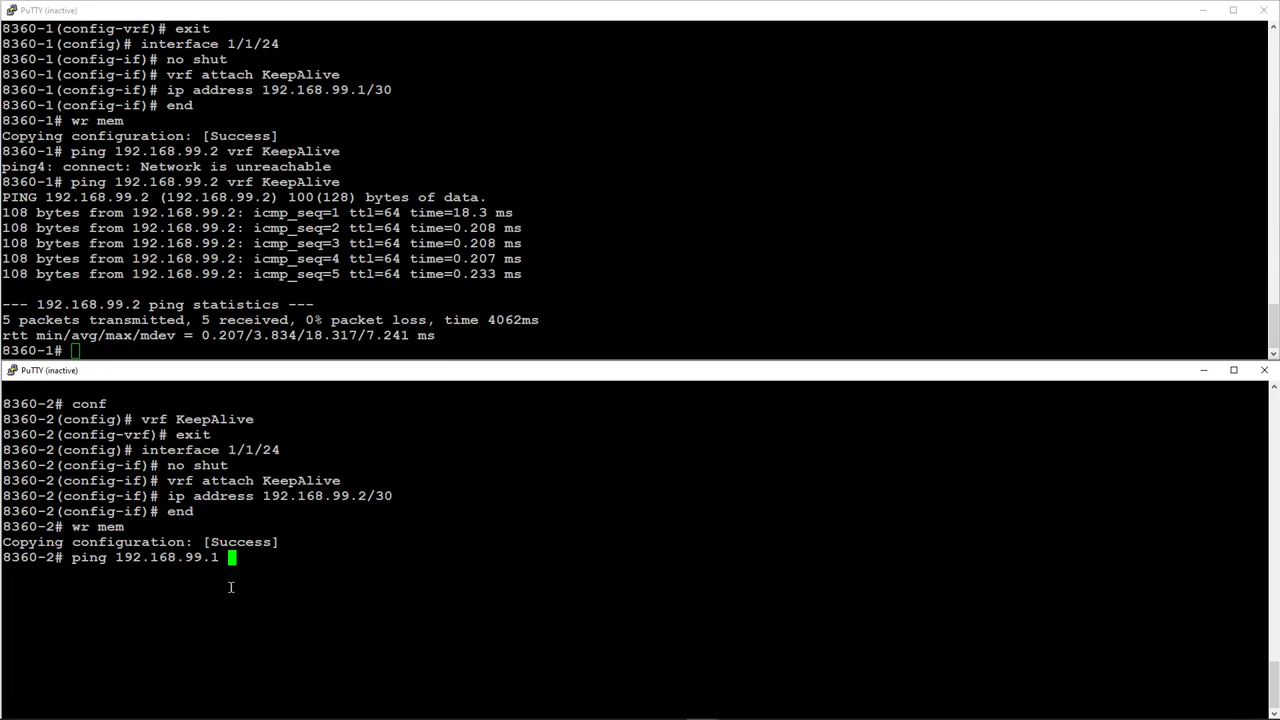 PuTTY (inactive)
8360-1(config-vrf)# exit
8360-1(config)# interface 1/1/24
8360-1(config-if)# no shut
8360-1(config-if)# vrf attach KeepAlive
8360-1(config-if)# ip address 192.168.99.1/30
8360-1(config-if)# end
8360-1# wr mem
Copying configuration: [Success]
8360-1# ping 192.168.99.2 vrf KeepAlive
ping4: connect: Network is unreachable
8360-1# ping 192.168.99.2 vrf KeepAlive
PING 192.168.99.2 (192.168.99.2) 100(128) bytes of data.
108 bytes from 192.168.99.2: icmp_seq=1 ttl=64 time=18.3 ms
108 bytes from 192.168.99.2: icmp_seq=2 ttl=64 time=0.208 ms
108 bytes from 192.168.99.2: icmp_seq=3 ttl=64 time=0.208 ms
108 bytes from 192.168.99.2: icmp_seq=4 ttl=64 time=0.207 ms
108 bytes from 192.168.99.2: icmp_seq=5 ttl=64 time=0.233 ms
--- 192.168.99.2 ping statistics ---
5 packets transmitted, 5 received, 0% packet loss, time 4062ms
rtt min/avg/max/mdev = 0.207/3.834/18.317/7.241 ms
8360-1#
PuTTY (inactive)
8360-2# conf
8360-2(config)# vrf KeepAlive
8360-2(config-vrf)# exit
8360-2(config)# interface 1/1/24
8360-2(config-if)# no shut
8360-2(config-if)# vrf attach KeepAlive
8360-2(config-if)# ip address 192.168.99.2/30
8360-2(config-if)# end
8360-2# wr mem
Copying configuration: [Success]
8360-2# ping 192.168.99.1